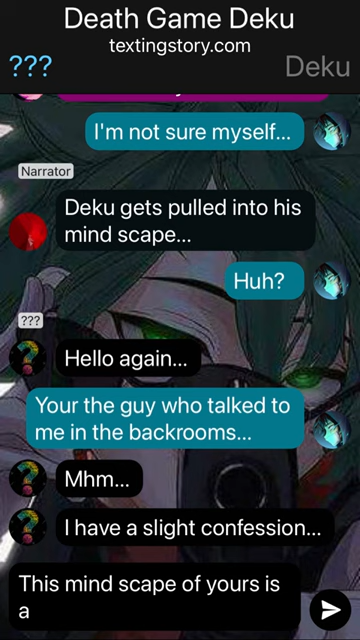 Death Game Deku
textingstory.com
???
Deku
I'm not sure myself...
Narrator
Deku gets pulled into his
mind scape...
Huh?
???
Hello again...
Your the guy who talked to
me in the backrooms...
Mhm...
I have a slight confession...
This mind scape of yours is
a